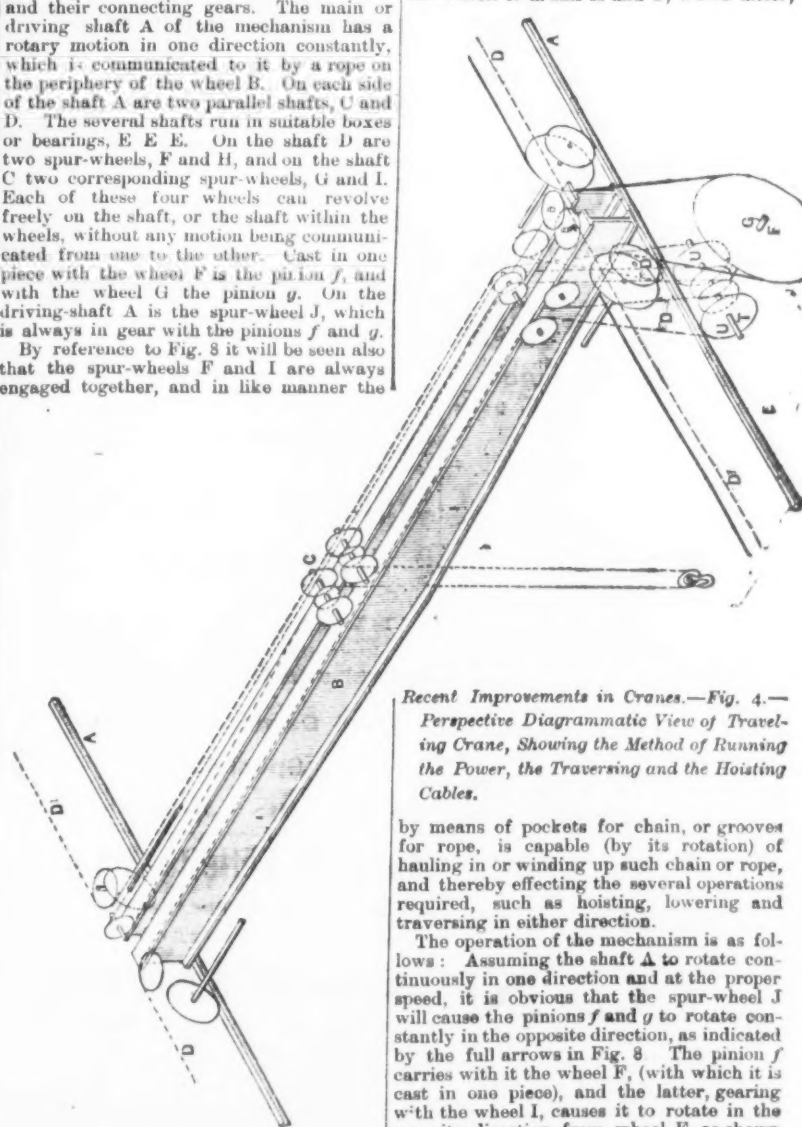 and their connecting gears. The main or
driving shaft A of the mechanism has a
rotary motion in one direction constantly,
which is communicated to it by a rope on
the periphery of the wheel B. On each side
of the shaft A are two parallel shafts, C and
D. The several shafts run in suitable boxes
or bearings, E E E. On the shaft D are
two spur-wheels, F and H, and on the shaft
C two corresponding spur-wheels, G and I.
Each of these four wheels can revolve
freely on the shaft, or the shaft within the
wheels, without any motion being communi-
cated from one to the other. Cast in one
piece with the wheel F is the pinion f, and
with the wheel G the pinion g. On the
driving-shaft A is the spur-wheel J, which
is always in gear with the pinions f and g.
By reference to Fig. 8 it will be seen also
that the spur-wheels F and I are always
engaged together, and in like manner the
A
D
G
F
U
D
U
T
E
D'
C
B
A
D'
D
Recent Improvements in Cranes.—Fig. 4.—
Perspective Diagrammatic View of Travel-
ing Crane, Showing the Method of Running
the Power, the Traversing and the Hoisting
Cables.
by means of pockets for chain, or grooves
for rope, is capable (by its rotation) of
hauling in or winding up such chain or rope,
and thereby effecting the several operations
required, such as hoisting, lowering and
traversing in either direction.
The operation of the mechanism is as fol-
lows : Assuming the shaft A to rotate con-
tinuously in one direction and at the proper
speed, it is obvious that the spur-wheel J
will cause the pinions f and g to rotate con-
stantly in the opposite direction, as indicated
by the full arrows in Fig. 8 The pinion f
carries with it the wheel F, (with which it is
cast in one piece), and the latter, gearing
with the wheel I, causes it to rotate in the